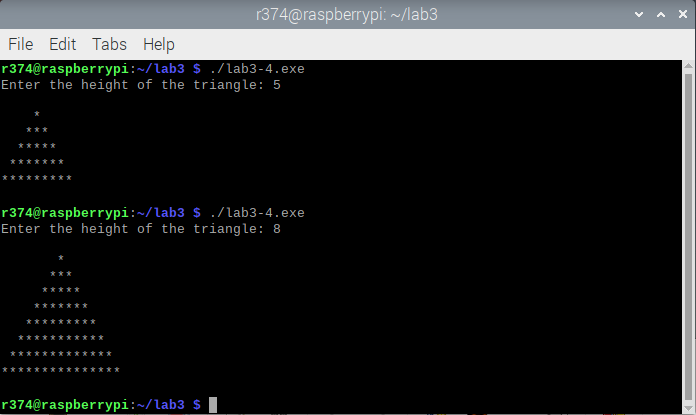 r374@raspberrypi: ~/lab3
File Edit Tabs Help
r374@raspberrypi:~/lab3 $ ./lab3-4.exe
Enter the height of the triangle: 5
    *
   ***
  *****
 *******
*********
r374@raspberrypi:~/lab3 $ ./lab3-4.exe
Enter the height of the triangle: 8
       *
      ***
     *****
    *******
   *********
  ***********
 *************
***************
r374@raspberrypi:~/lab3 $